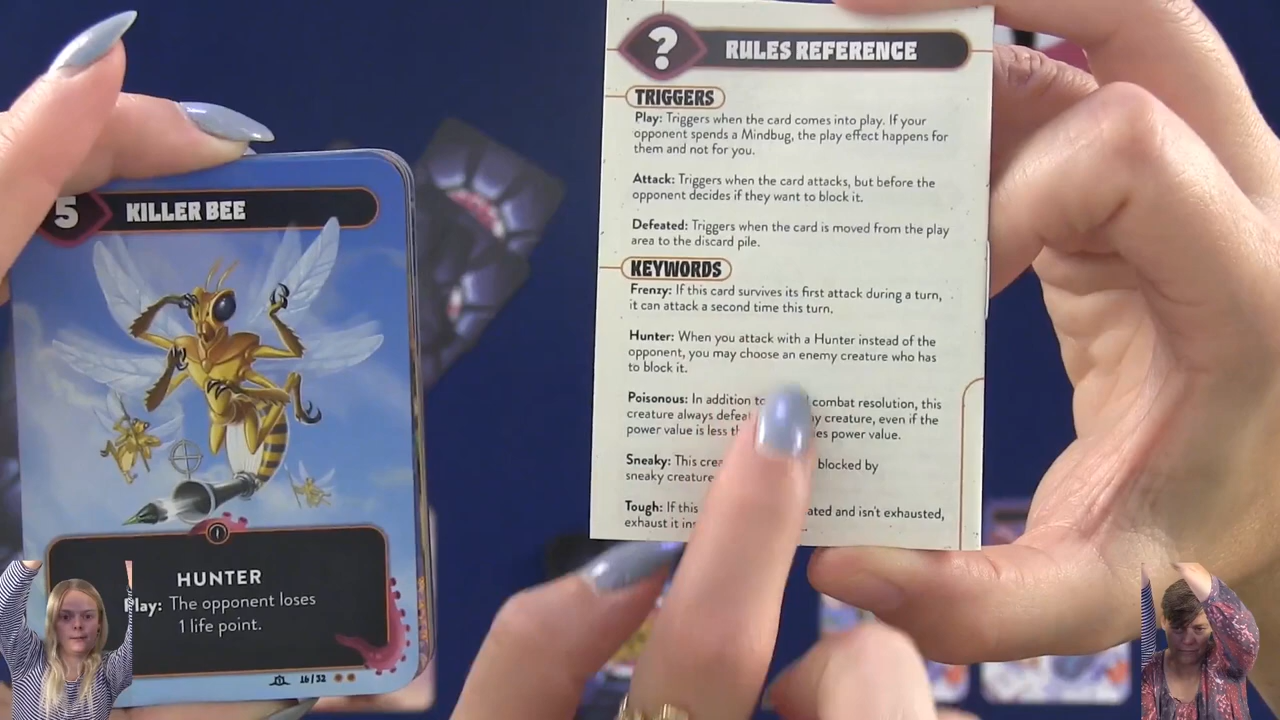 5 KILLER BEE
HUNTER
Play: The opponent loses
1 life point.
16/32
? RULES REFERENCE
TRIGGERS
Play: Triggers when the card comes into play. If your
opponent spends a Mindbug, the play effect happens for
them and not for you.
Attack: Triggers when the card attacks, but before the
opponent decides if they want to block it.
Defeated: Triggers when the card is moved from the play
area to the discard pile.
KEYWORDS
Frenzy: If this card survives its first attack during a turn,
it can attack a second time this turn.
Hunter: When you attack with a Hunter instead of the
opponent, you may choose an enemy creature who has
to block it.
Poisonous: In addition to combat resolution, this
creature always creature, even if the
power value is less power value.
Sneaky: This blocked by
sneaky
Tough: If this and isn't exhausted,
exhaust it